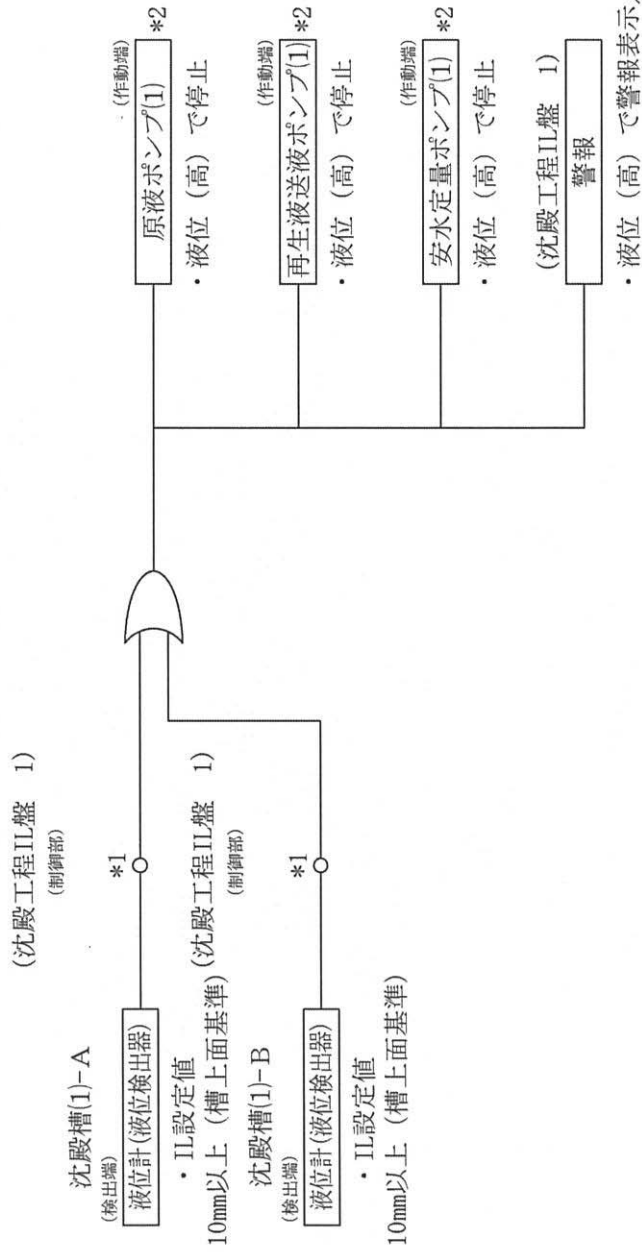 (沈殿工程IL盤 1)
(制御部)
沈殿槽(1)-A
(検出端)
*1
液位計(液位検出器)
・IL設定値
10mm以上（槽上面基準）
(沈殿工程IL盤 1)
(制御部)
沈殿槽(1)-B
(検出端)
*1
液位計(液位検出器)
・IL設定値
10mm以上（槽上面基準）
(作動端)
原液ポンプ(1) *2
・液位（高）で停止
(作動端)
再生液送液ポンプ(1) *2
・液位（高）で停止
(作動端)
安水定量ポンプ(1) *2
・液位（高）で停止
(沈殿工程IL盤 1)
警報
・液位（高）で警報表示